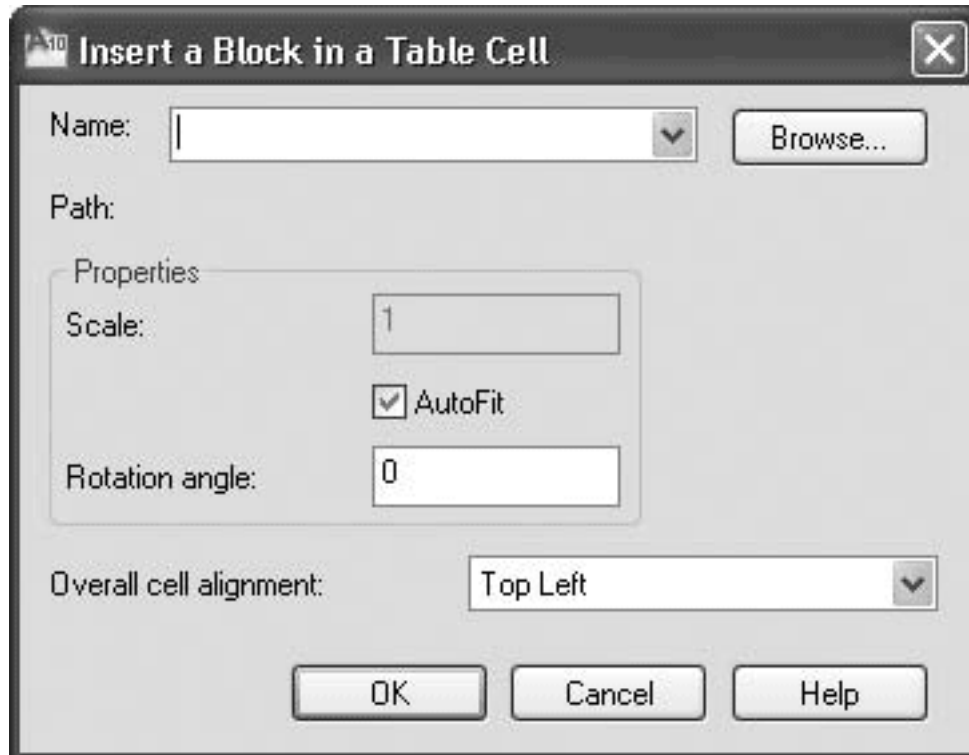 A10 Insert a Block in a Table Cell
Name: Browse...
Path:
Properties
Scale: 1
AutoFit
Rotation angle: 0
Overall cell alignment: Top Left
OK Cancel Help